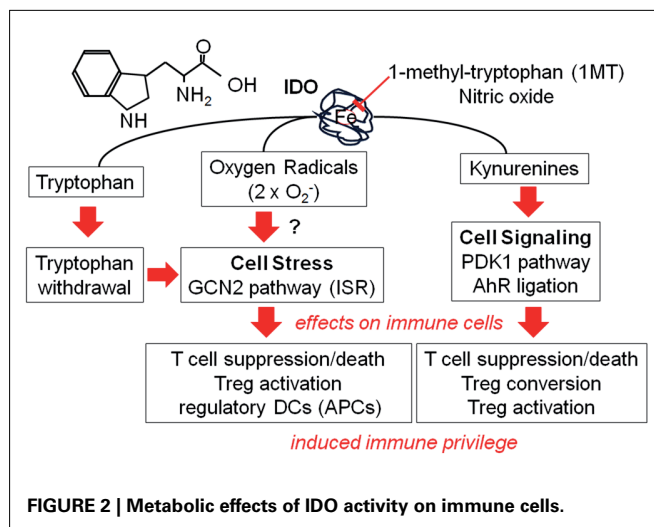 O
OH
NH2
NH
IDO
Fe
1-methyl-tryptophan (1MT)
Nitric oxide
Tryptophan
Oxygen Radicals
(2 x O2-)
Kynurenines
?
Tryptophan
withdrawal
Cell Stress
GCN2 pathway (ISR)
Cell Signaling
PDK1 pathway
AhR ligation
effects on immune cells
T cell suppression/death
Treg activation
regulatory DCs (APCs)
T cell suppression/death
Treg conversion
Treg activation
induced immune privilege
FIGURE 2 | Metabolic effects of IDO activity on immune cells.